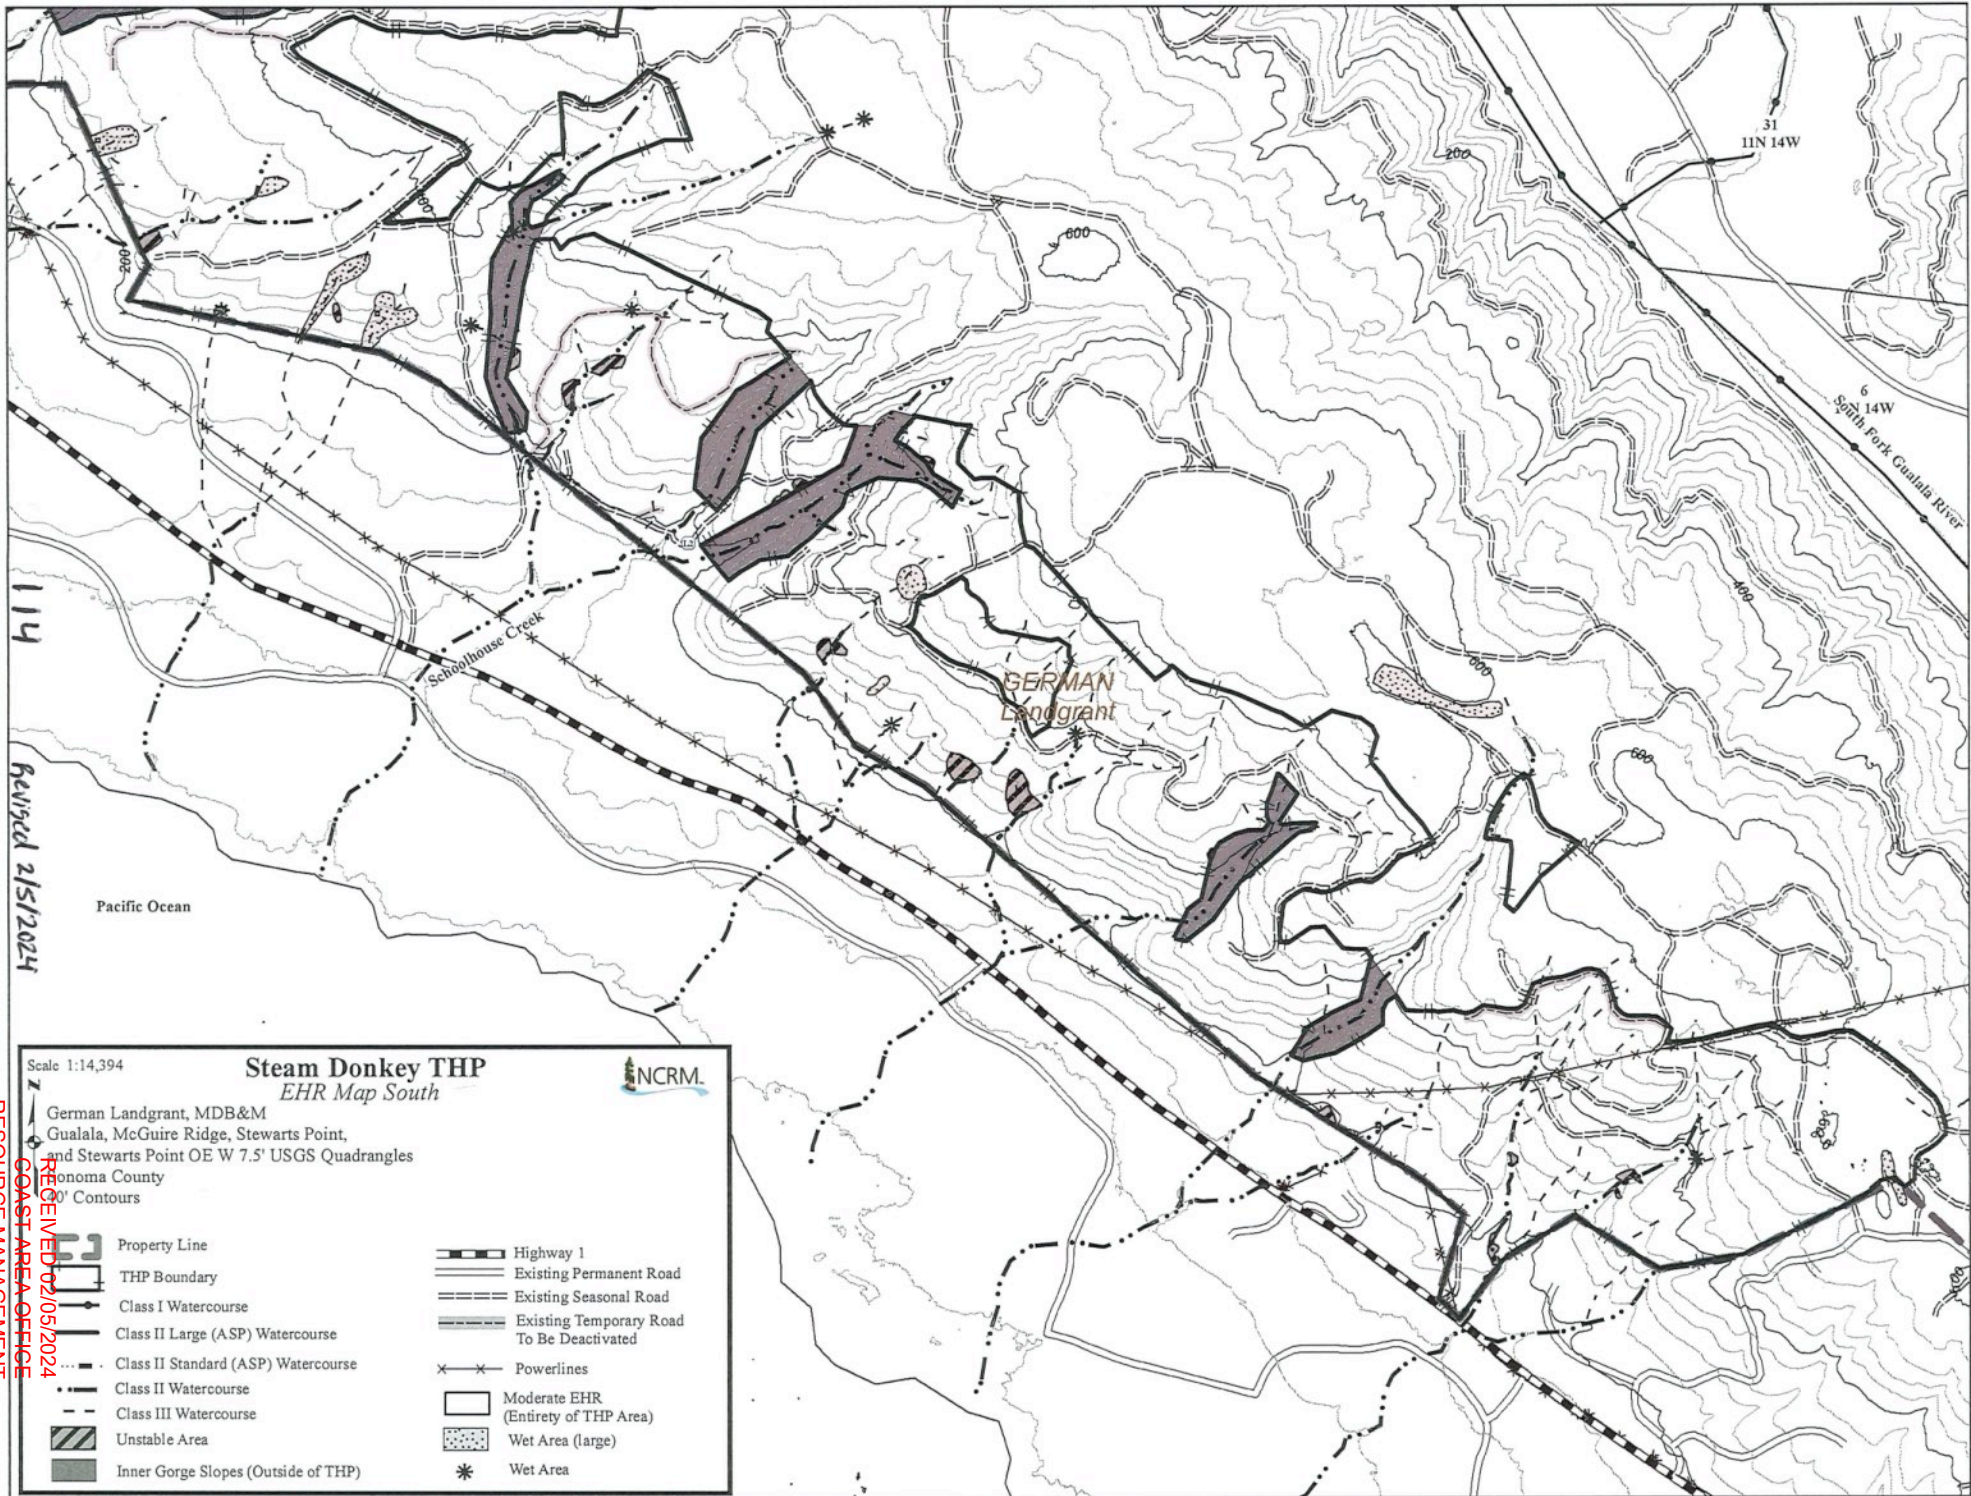 31
11N 14W
200
600
200
6
N 14W
South Fork Gualala River
400
600
600
GERMAN
Landgrant
Schoolhouse Creek
Pacific Ocean
114
Revised 2/5/2024
Scale 1:14,394
Steam Donkey THP
EHR Map South
NCRM
N
German Landgrant, MDB&M
Gualala, McGuire Ridge, Stewarts Point,
and Stewarts Point OE W 7.5' USGS Quadrangles
Sonoma County
40' Contours
Property Line
THP Boundary
Class I Watercourse
Class II Large (ASP) Watercourse
Class II Standard (ASP) Watercourse
Class II Watercourse
Class III Watercourse
Unstable Area
Inner Gorge Slopes (Outside of THP)
Highway 1
Existing Permanent Road
Existing Seasonal Road
Existing Temporary Road
To Be Deactivated
Powerlines
Moderate EHR
(Entirety of THP Area)
Wet Area (large)
Wet Area
RECEIVED 02/05/2024
COAST AREA OFFICE
RESOURCE MANAGEMENT